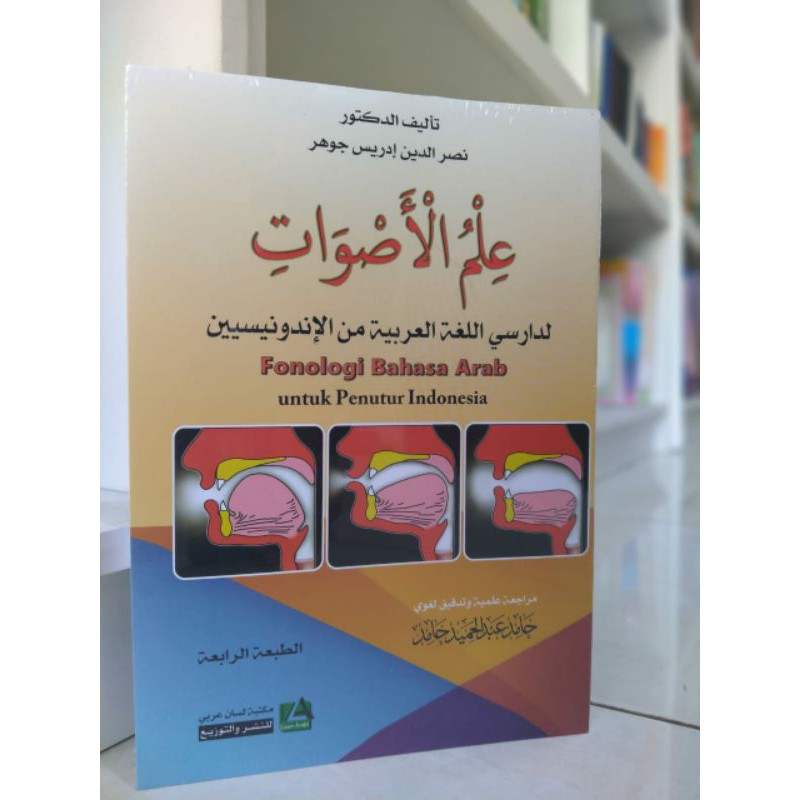 تأليف الدكتور
نصر الدين إدريس جوهر
عِلْمُ الْأَصْوَاتِ
لدارسي اللغة العربية من الإندونيسيين
Fonologi Bahasa Arab
untuk Penutur Indonesia
مراجعة علمية وتدقيق لغوي
حامد عبد الحميد حامد
الطبعة الرابعة
مكتبة لسان عربي
للنشر والتوزيع